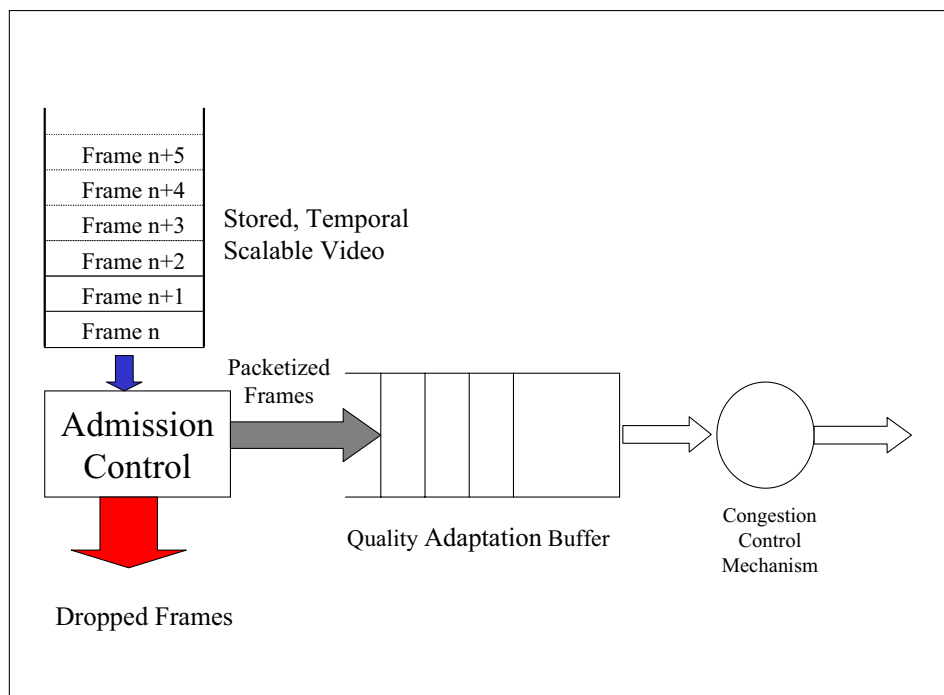 Frame n+5
Frame n+4
Frame n+3
Frame n+2
Frame n+1
Frame n
Stored, Temporal
Scalable Video
Packetized
Frames
Admission
Control
Quality Adaptation Buffer
Congestion
Control
Mechanism
Dropped Frames